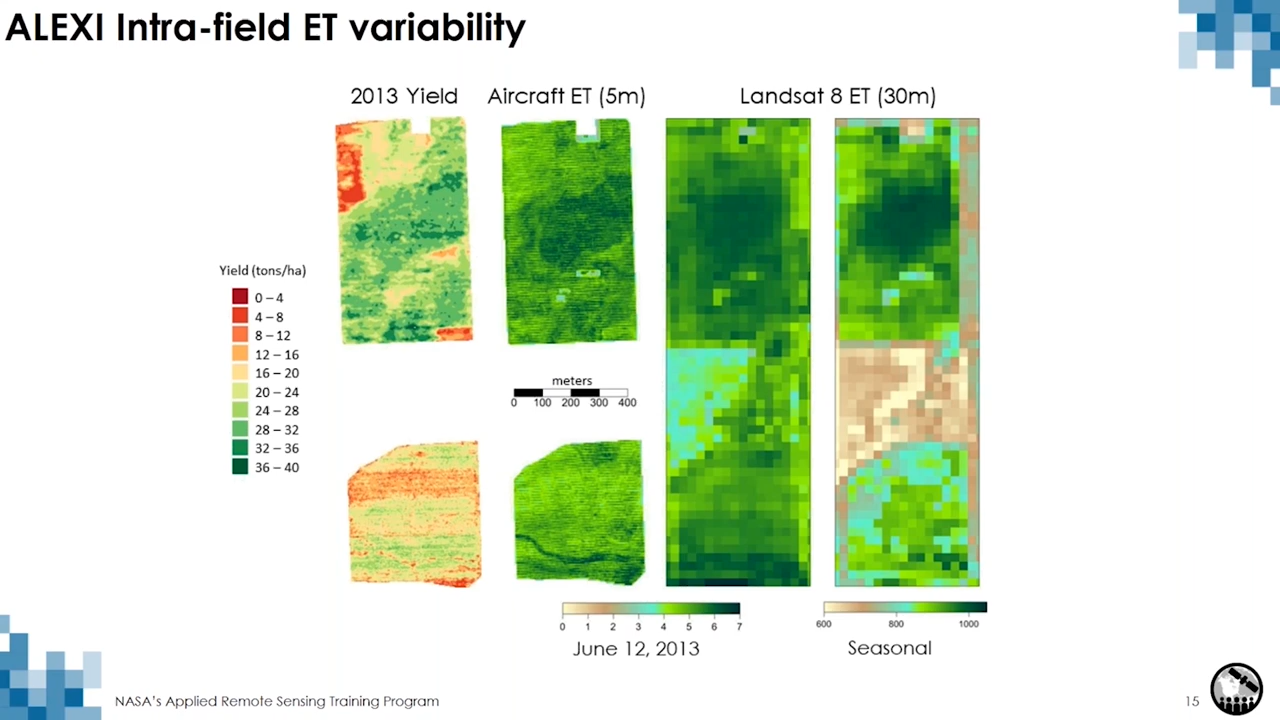 ALEXI Intra-field ET variability
2013 Yield
Aircraft ET (5m)
Landsat 8 ET (30m)
Yield (tons/ha)
0 – 4
4 – 8
8 – 12
12 – 16
16 – 20
20 – 24
24 – 28
28 – 32
32 – 36
36 – 40
meters
0 100 200 300 400
0 1 2 3 4 5 6 7
June 12, 2013
600 800 1000
Seasonal
NASA's Applied Remote Sensing Training Program
15